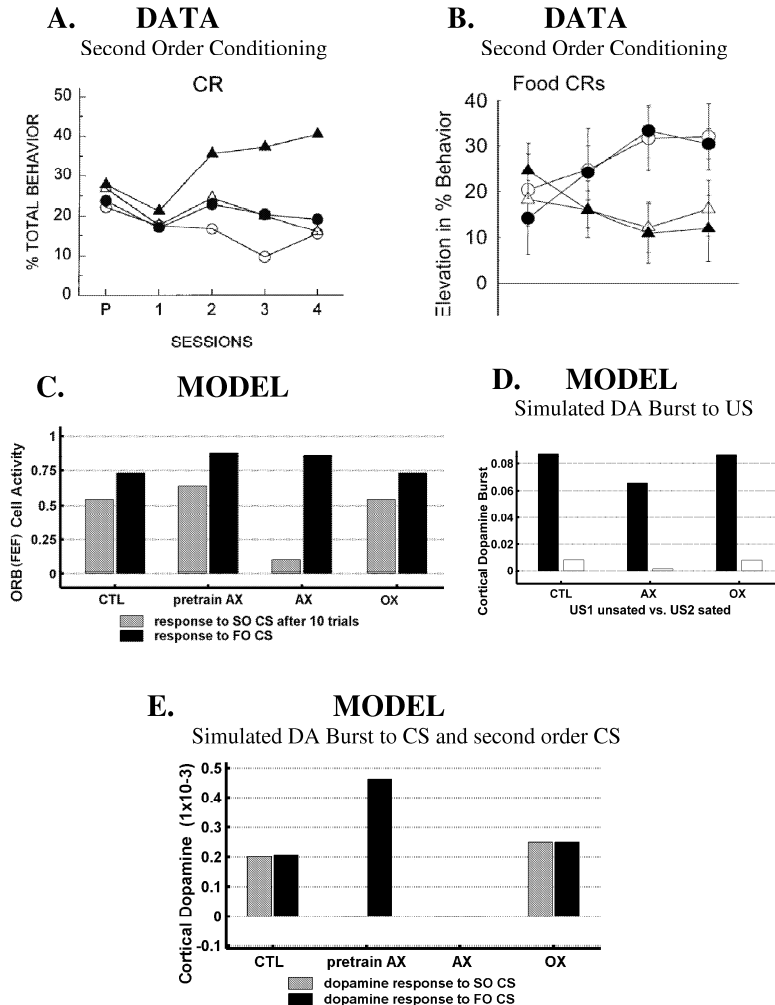 A. DATA
Second Order Conditioning
CR
% TOTAL BEHAVIOR
50
40
30
20
10
0
P 1 2 3 4
SESSIONS
B. DATA
Second Order Conditioning
Food CRs
Elevation in % Behavior
40
30
20
10
0
C. MODEL
ORB(FEF) Cell Activity
1
0.75
0.5
0.25
0
CTL pretrain AX AX OX
response to SO CS after 10 trials
response to FO CS
D. MODEL
Simulated DA Burst to US
Cortical Dopamine Burst
0.08
0.06
0.04
0.02
0
CTL AX OX
US1 unsated vs. US2 sated
E. MODEL
Simulated DA Burst to CS and second order CS
Cortical Dopamine (1x10-3)
0.5
0.4
0.3
0.2
0.1
0
-0.1
CTL pretrain AX AX OX
dopamine response to SO CS
dopamine response to FO CS